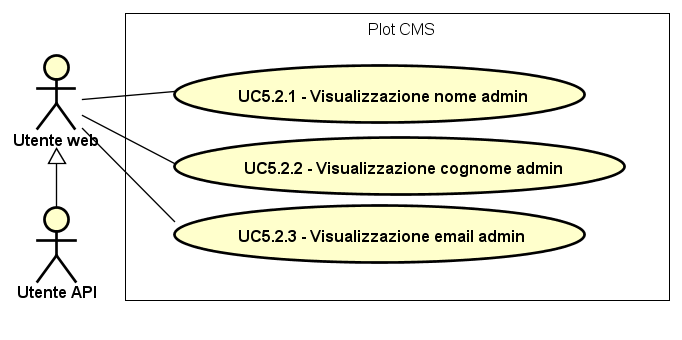 Plot CMS
UC5.2.1 - Visualizzazione nome admin
Utente web
UC5.2.2 - Visualizzazione cognome admin
UC5.2.3 - Visualizzazione email admin
Utente API